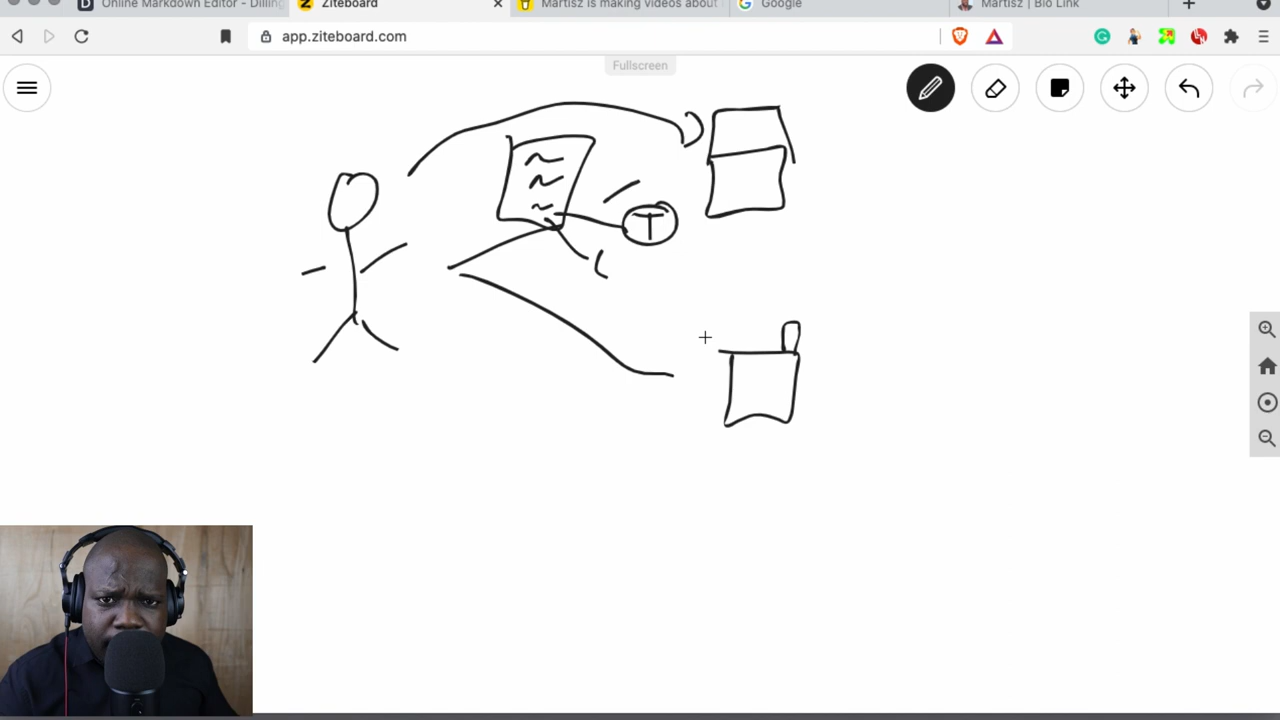 Online Markdown Editor - Dilling
Ziteboard
Martisz is making videos about
Google
Martisz | Bio Link
app.ziteboard.com
Fullscreen
T